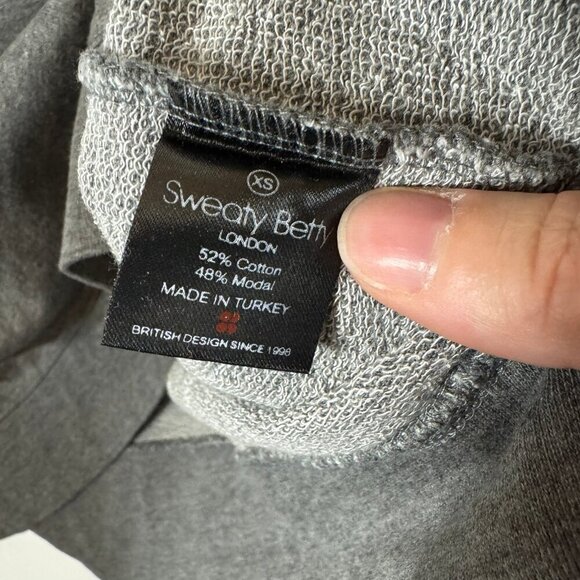 XS
Sweaty Betty
LONDON
52% Cotton
48% Modal
MADE IN TURKEY
BRITISH DESIGN SINCE 1998